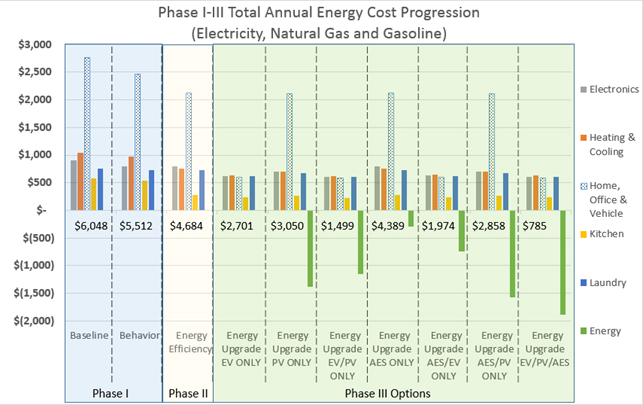 Phase I-III Total Annual Energy Cost Progression
(Electricity, Natural Gas and Gasoline)
$3,000
$2,500
$2,000
$1,500
$1,000
$500
$-
$(500)
$(1,000)
$(1,500)
$(2,000)
$6,048 $5,512 $4,684 $2,701 $3,050 $1,499 $4,389 $1,974 $2,858 $785
Baseline
Behavior
Energy
Efficiency
Energy
Upgrade
EV ONLY
Energy
Upgrade
PV ONLY
Energy
Upgrade
EV/PV
ONLY
Energy
Upgrade
AES ONLY
Energy
Upgrade
AES/EV
ONLY
Energy
Upgrade
AES/PV
ONLY
Energy
Upgrade
EV/PV/AES
Phase I
Phase II
Phase III Options
Electronics
Heating &
Cooling
Home,
Office &
Vehicle
Kitchen
Laundry
Energy